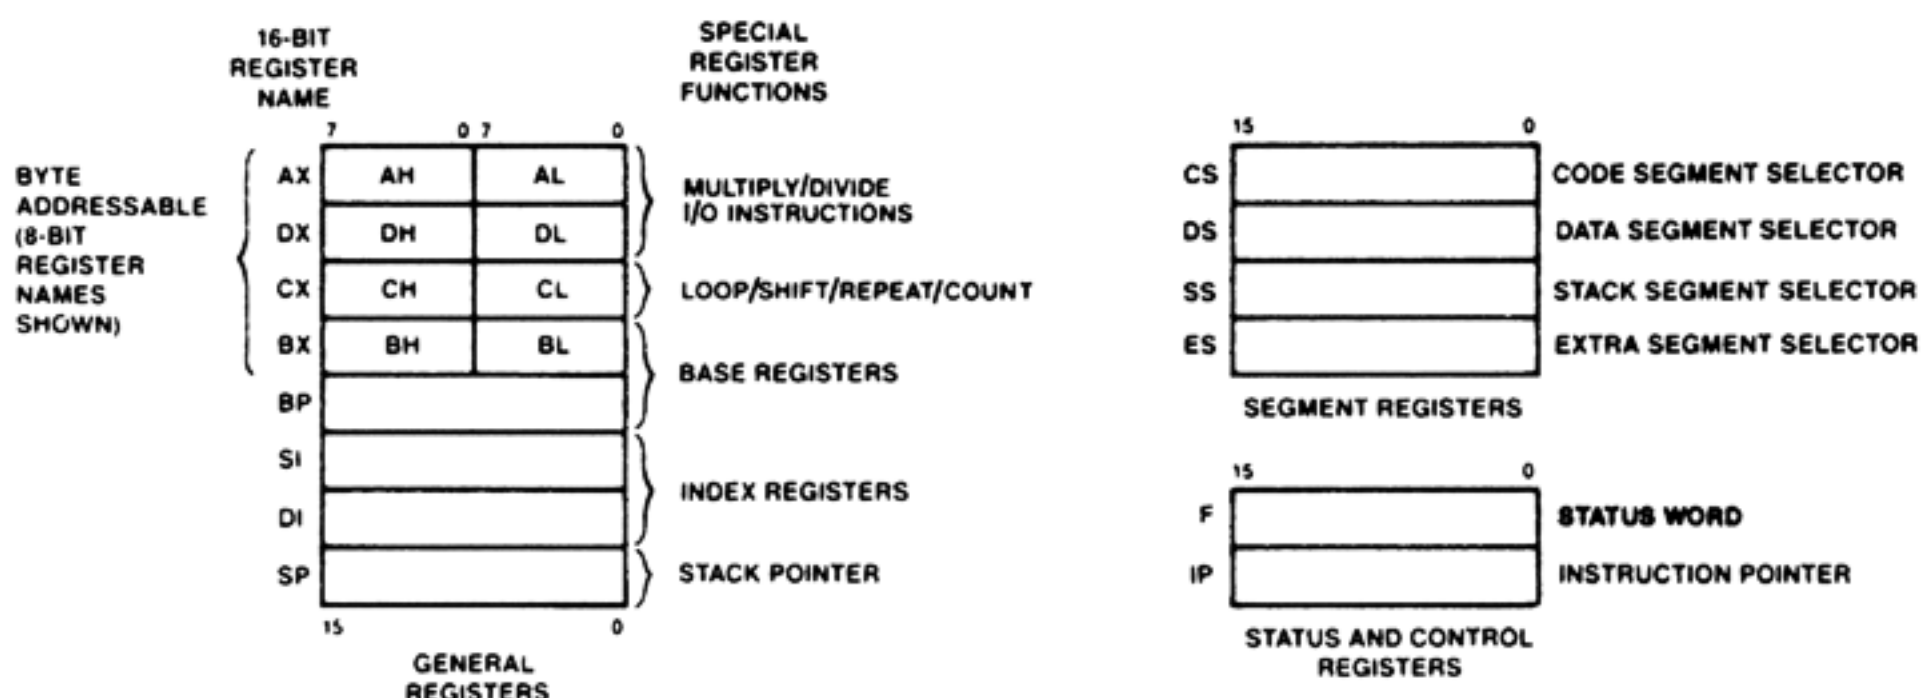 16-BIT
REGISTER
NAME
SPECIAL
REGISTER
FUNCTIONS
7 0 7 0
BYTE
ADDRESSABLE
(8-BIT
REGISTER
NAMES
SHOWN)
AX AH AL
DX DH DL
MULTIPLY/DIVIDE
I/O INSTRUCTIONS
CX CH CL LOOP/SHIFT/REPEAT/COUNT
BX BH BL
BP
BASE REGISTERS
SI
DI
INDEX REGISTERS
SP STACK POINTER
15 0
GENERAL
REGISTERS
15 0
CS CODE SEGMENT SELECTOR
DS DATA SEGMENT SELECTOR
SS STACK SEGMENT SELECTOR
ES EXTRA SEGMENT SELECTOR
SEGMENT REGISTERS
15 0
F STATUS WORD
IP INSTRUCTION POINTER
STATUS AND CONTROL
REGISTERS